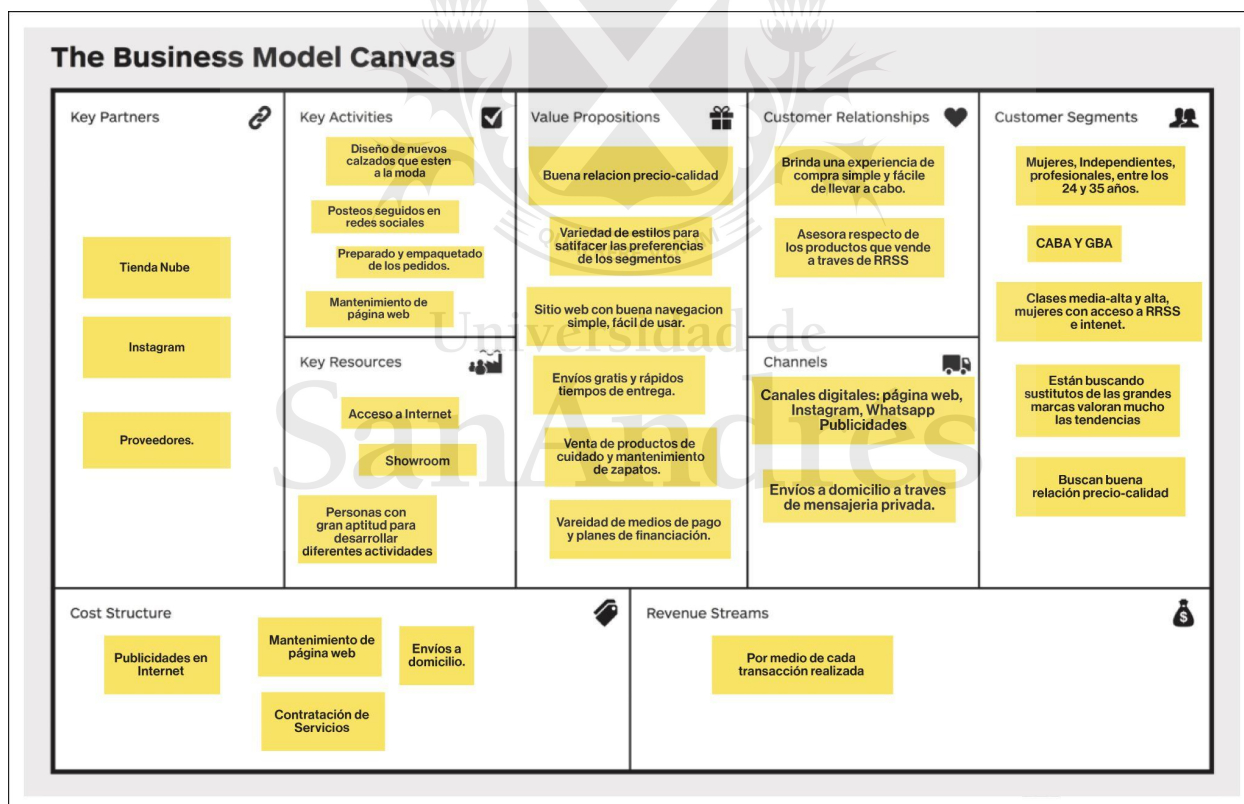 The Business Model Canvas
Key Partners
Tienda Nube
Instagram
Proveedores.
Key Activities
Diseño de nuevos
calzados que esten
a la moda
Posteos seguidos en
redes sociales
Preparado y empaquetado
de los pedidos.
Mantenimiento de
página web
Key Resources
Acceso a Internet
Showroom
Personas con
gran aptitud para
desarrollar
diferentes actividades
Value Propositions
Buena relacion precio-calidad
Variedad de estilos para
satifacer las preferencias
de los segmentos
Sitio web con buena navegacion
simple, fácil de usar.
Envíos gratis y rápidos
tiempos de entrega.
Venta de productos de
cuidado y mantenimiento
de zapatos.
Vareidad de medios de pago
y planes de financiación.
Customer Relationships
Brinda una experiencia de
compra simple y fácil
de llevar a cabo.
Asesora respecto de
los productos que vende
a traves de RRSS
Channels
Canales digitales: página web,
Instagram, Whatsapp
Publicidades
Envíos a domicilio a traves
de mensajeria privada.
Customer Segments
Mujeres, Independientes,
profesionales, entre los
24 y 35 años.
CABA Y GBA
Clases media-alta y alta,
mujeres con acceso a RRSS
e intenet.
Están buscando
sustitutos de las grandes
marcas valoran mucho
las tendencias
Buscan buena
relación precio-calidad
Cost Structure
Publicidades en
Internet
Mantenimiento de
página web
Envíos a
domicilio.
Contratación de
Servicios
Revenue Streams
Por medio de cada
transacción realizada
$
Universidad de
SanAndrés